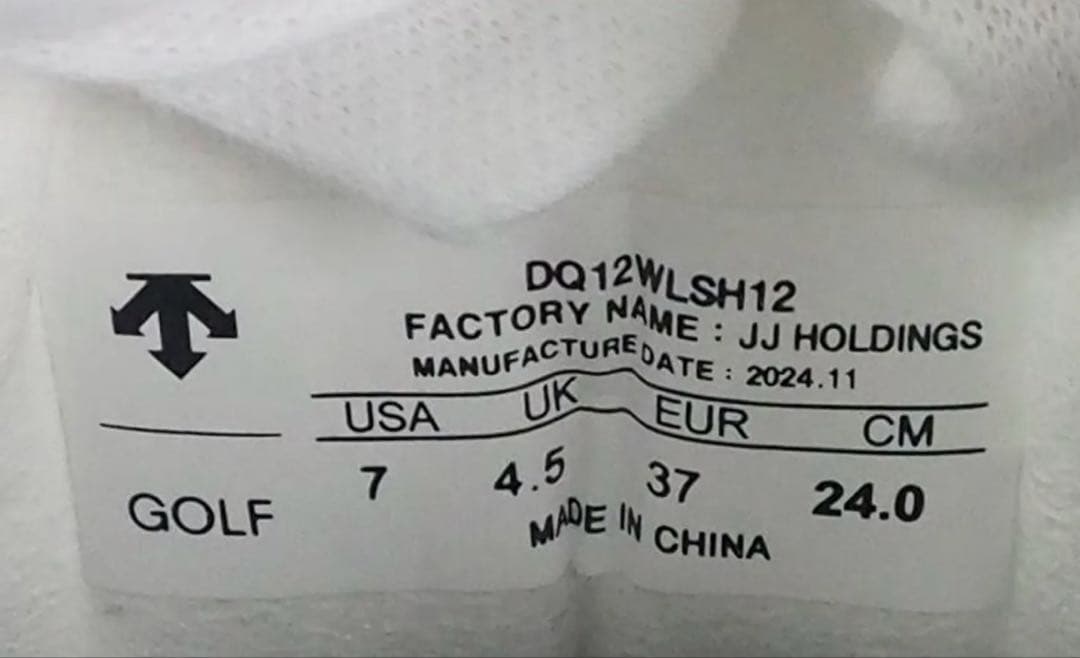 DQ12WLSH12
FACTORY NAME : JJ HOLDINGS
MANUFACTURE DATE : 2024.11
USA UK EUR CM
7 4.5 37 24.0
GOLF
MADE IN CHINA